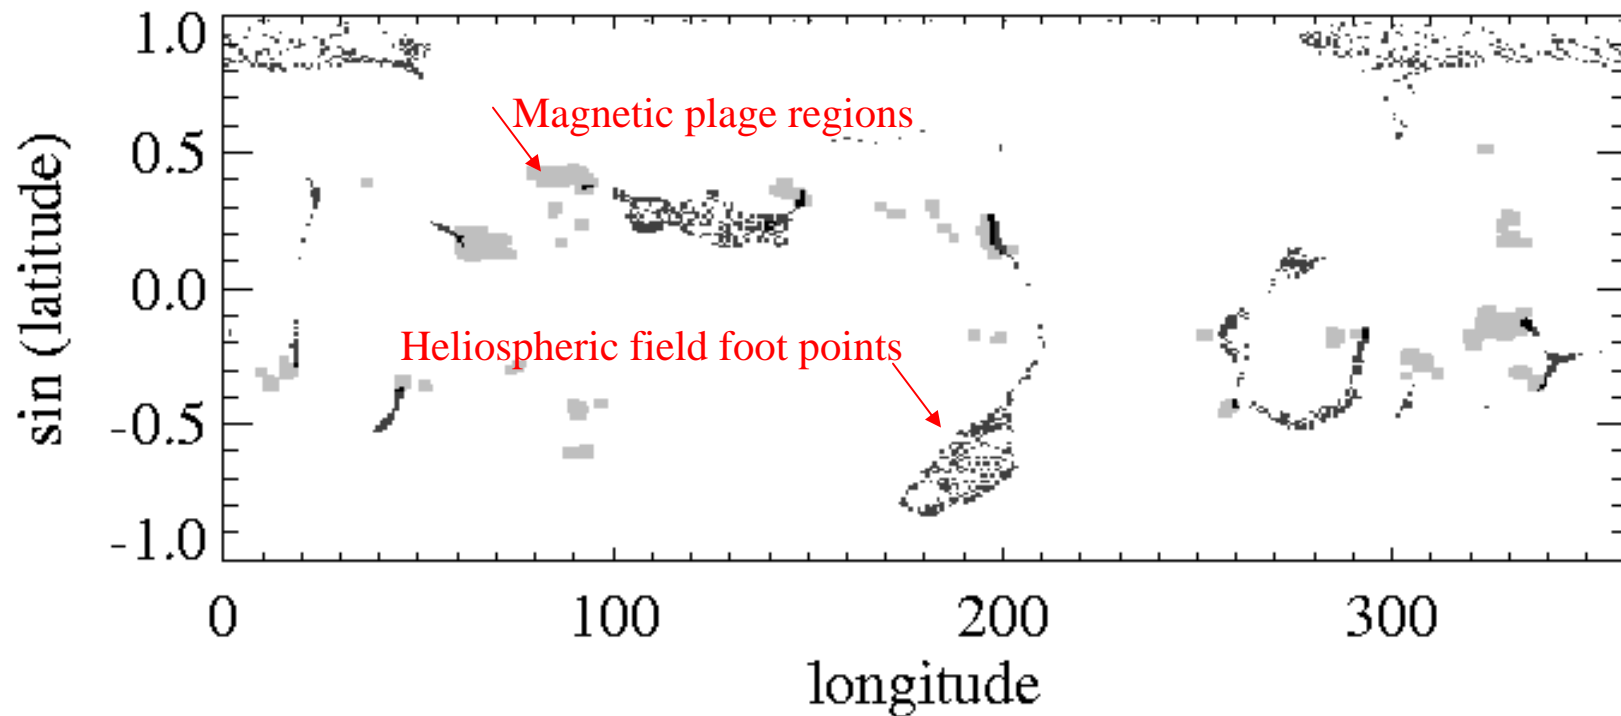 1.0
Magnetic plage regions
0.5
0.0
Heliospheric field foot points
-0.5
-1.0
sin (latitude)
0 100 200 300
longitude